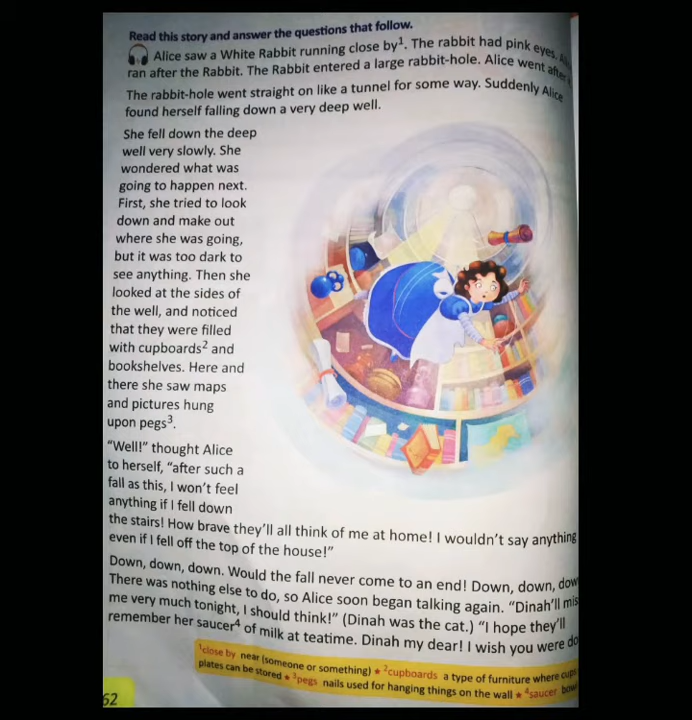 Read this story and answer the questions that follow.
Alice saw a White Rabbit running close by¹. The rabbit had pink eyes.
ran after the Rabbit. The Rabbit entered a large rabbit-hole. Alice went after
The rabbit-hole went straight on like a tunnel for some way. Suddenly Alice
found herself falling down a very deep well.
She fell down the deep
well very slowly. She
wondered what was
going to happen next.
First, she tried to look
down and make out
where she was going,
but it was too dark to
see anything. Then she
looked at the sides of
the well, and noticed
that they were filled
with cupboards² and
bookshelves. Here and
there she saw maps
and pictures hung
upon pegs³.
“Well!” thought Alice
to herself, “after such a
fall as this, I won’t feel
anything if I fell down
the stairs! How brave they’ll all think of me at home! I wouldn’t say anything
even if I fell off the top of the house!”
Down, down, down. Would the fall never come to an end! Down, down,
There was nothing else to do, so Alice soon began talking again. “Dinah’ll
me very much tonight, I should think!” (Dinah was the cat.) “I hope they’ll
remember her saucer⁴ of milk at teatime. Dinah my dear! I wish you were
¹close by near (someone or something) ★ ²cupboards a type of furniture where
plates can be stored ★ ³pegs nails used for hanging things on the wall ★ ⁴saucer
62